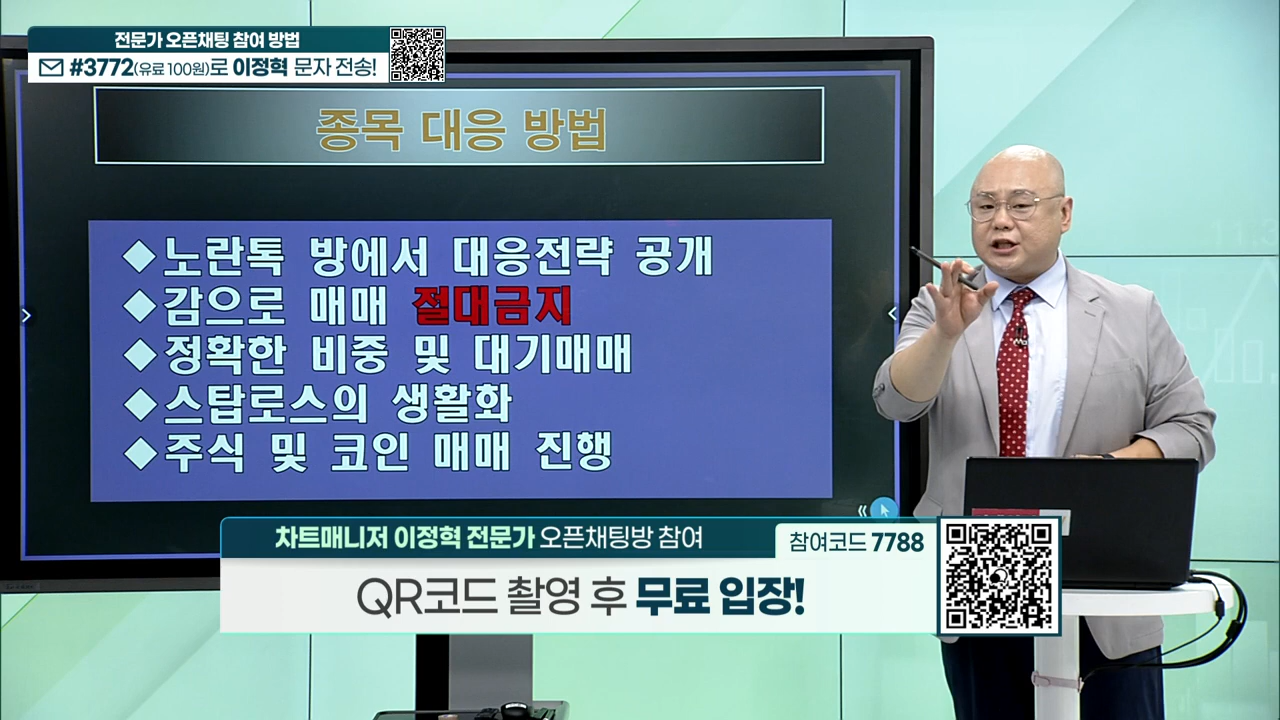 전문가 오픈채팅 참여 방법
#3772(유료 100원)로 이정혁 문자 전송!
종목 대응 방법
◆노란톡 방에서 대응전략 공개
◆감으로 매매 절대금지
◆정확한 비중 및 대기매매
◆스탑로스의 생활화
◆주식 및 코인 매매 진행
차트매니저 이정혁 전문가 오픈채팅방 참여
참여코드 7788
QR코드 촬영 후 무료 입장!